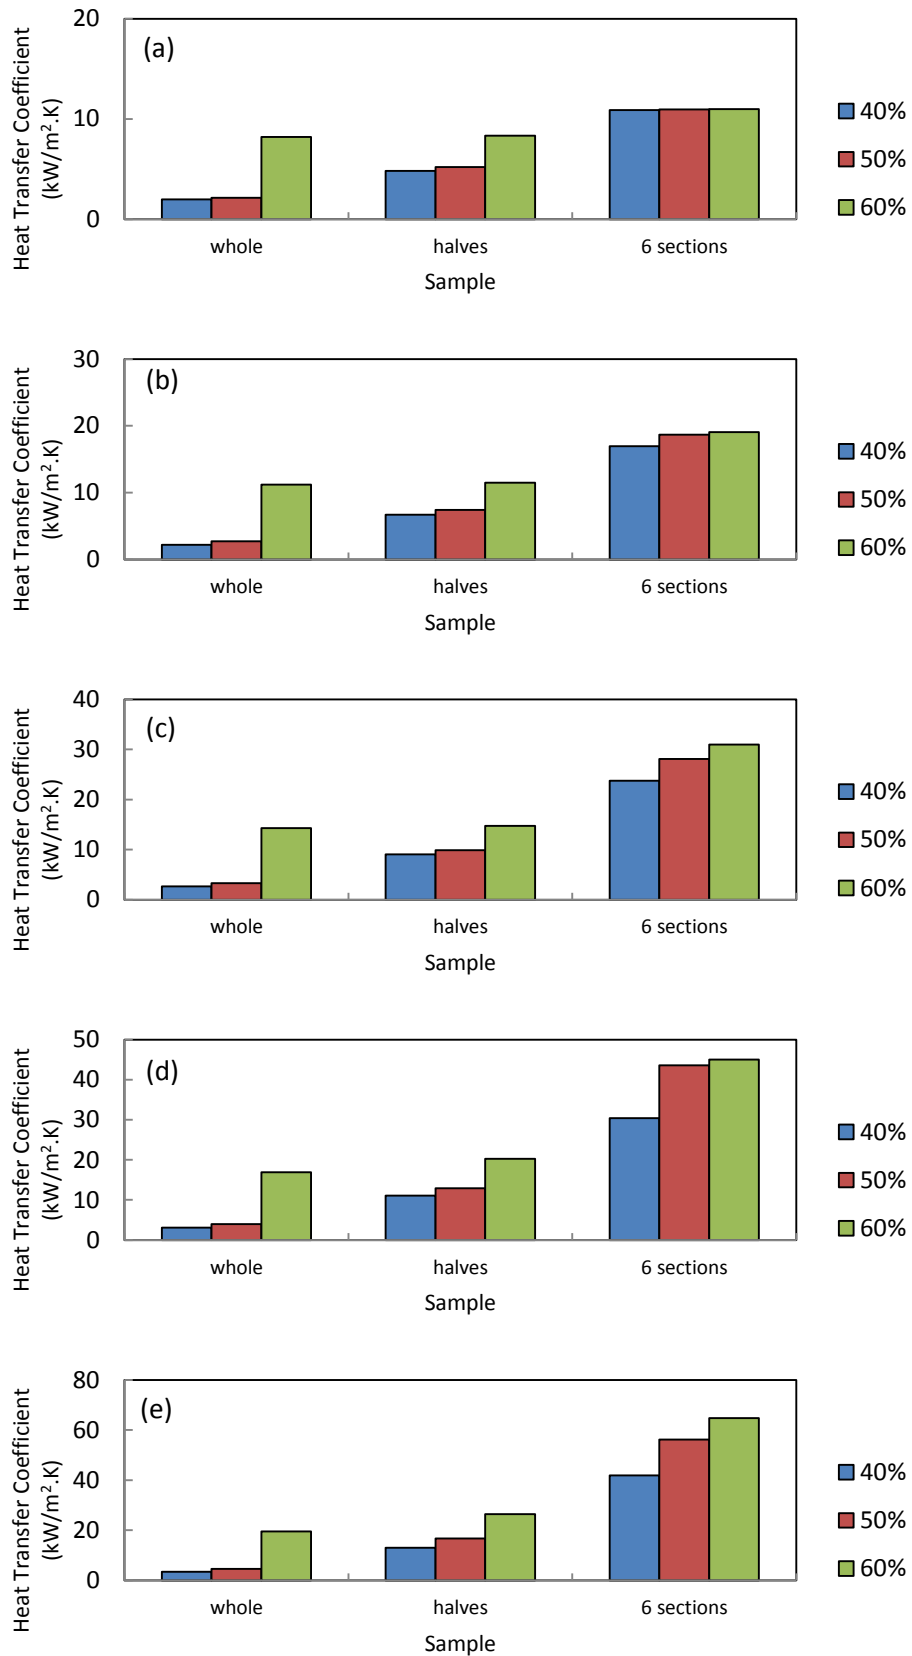 Heat Transfer Coefficient
(kW/m².K)
20
10
0
(a)
whole
halves
6 sections
Sample
40%
50%
60%
Heat Transfer Coefficient
(kW/m².K)
30
20
10
0
(b)
whole
halves
6 sections
Sample
40%
50%
60%
Heat Transfer Coefficient
(kW/m².K)
40
30
20
10
0
(c)
whole
halves
6 sections
Sample
40%
50%
60%
Heat Transfer Coefficient
(kW/m².K)
50
40
30
20
10
0
(d)
whole
halves
6 sections
Sample
40%
50%
60%
Heat Transfer Coefficient
(kW/m².K)
80
60
40
20
0
(e)
whole
halves
6 sections
Sample
40%
50%
60%